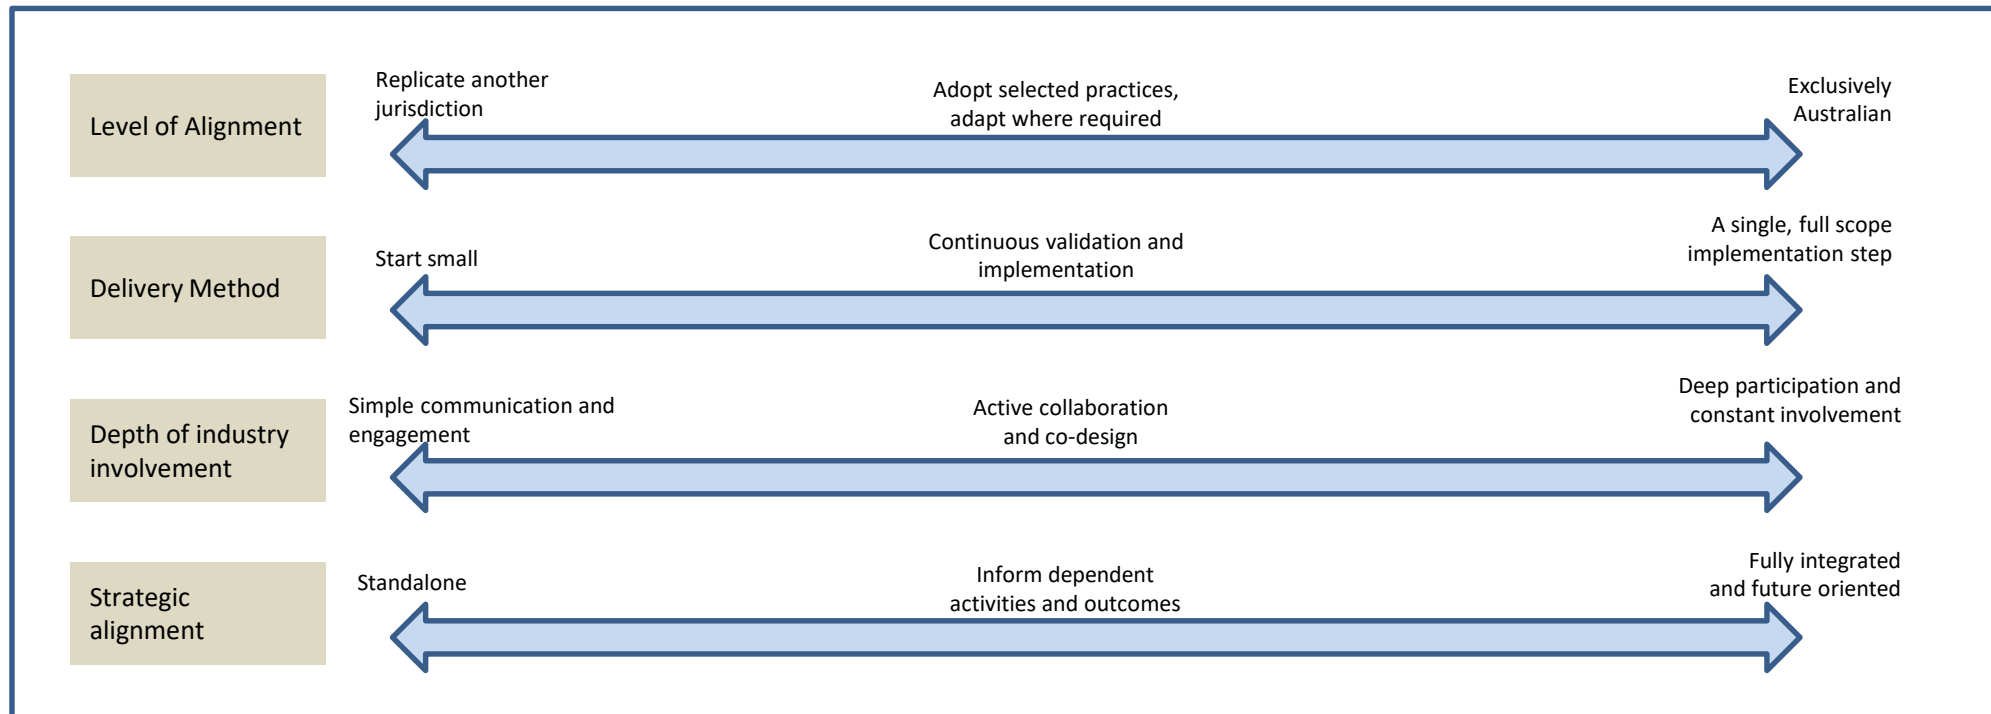 Level of Alignment
Replicate another
jurisdiction
Adopt selected practices,
adapt where required
Exclusively
Australian
Delivery Method
Start small
Continuous validation and
implementation
A single, full scope
implementation step
Depth of industry
involvement
Simple communication and
engagement
Active collaboration
and co-design
Deep participation and
constant involvement
Strategic
alignment
Standalone
Inform dependent
activities and outcomes
Fully integrated
and future oriented